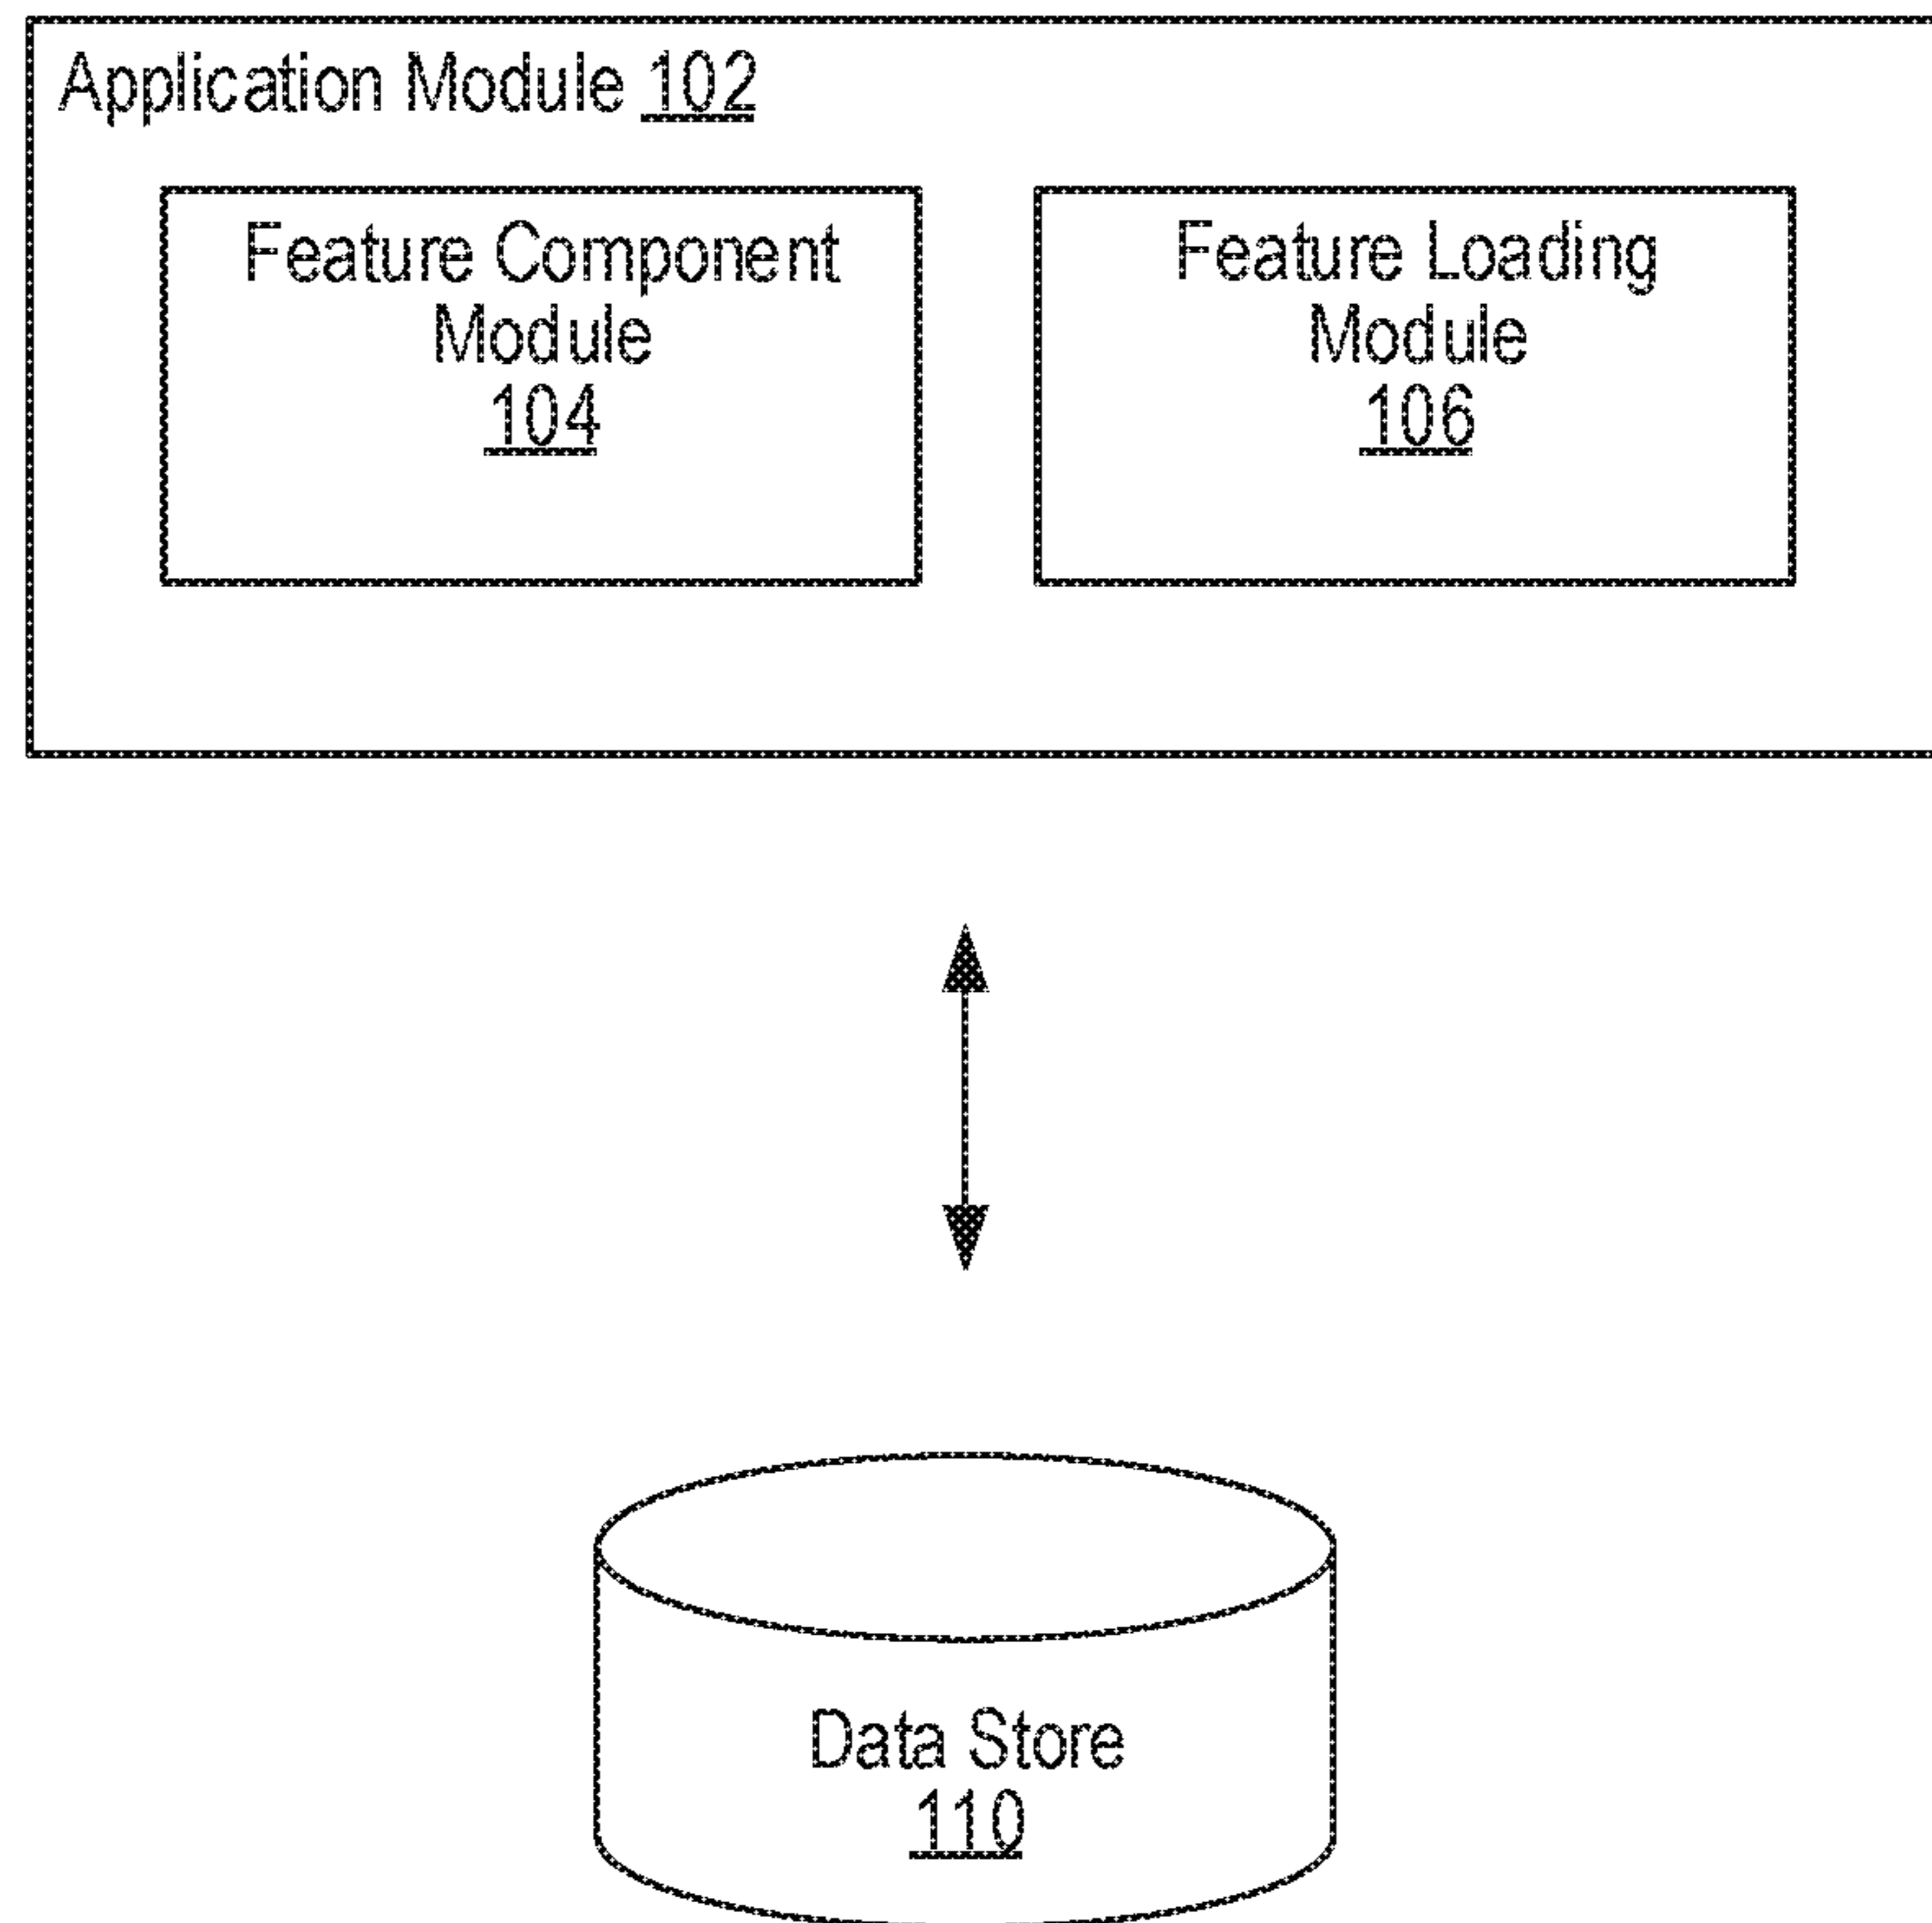 Application Module 102
Feature Component
Module
104
Feature Loading
Module
106
Data Store
110